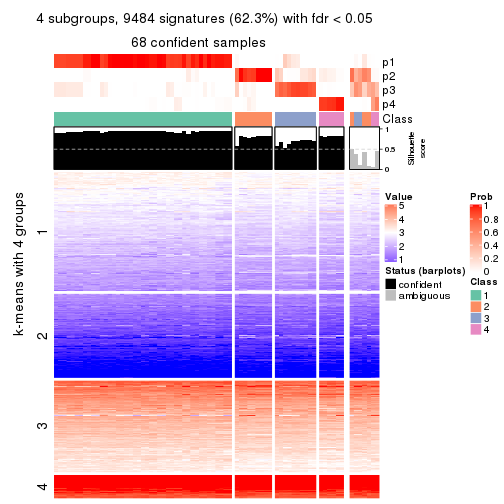 4 subgroups, 9484 signatures (62.3%) with fdr < 0.05
68 confident samples
p1
p2
p3
p4
Class
1
0.5
0
Silhouette
score
k-means with 4 groups
1
2
3
4
Value
5
4
3
2
1
Status (barplots)
confident
ambiguous
Prob
1
0.8
0.6
0.4
0.2
0
Class
1
2
3
4